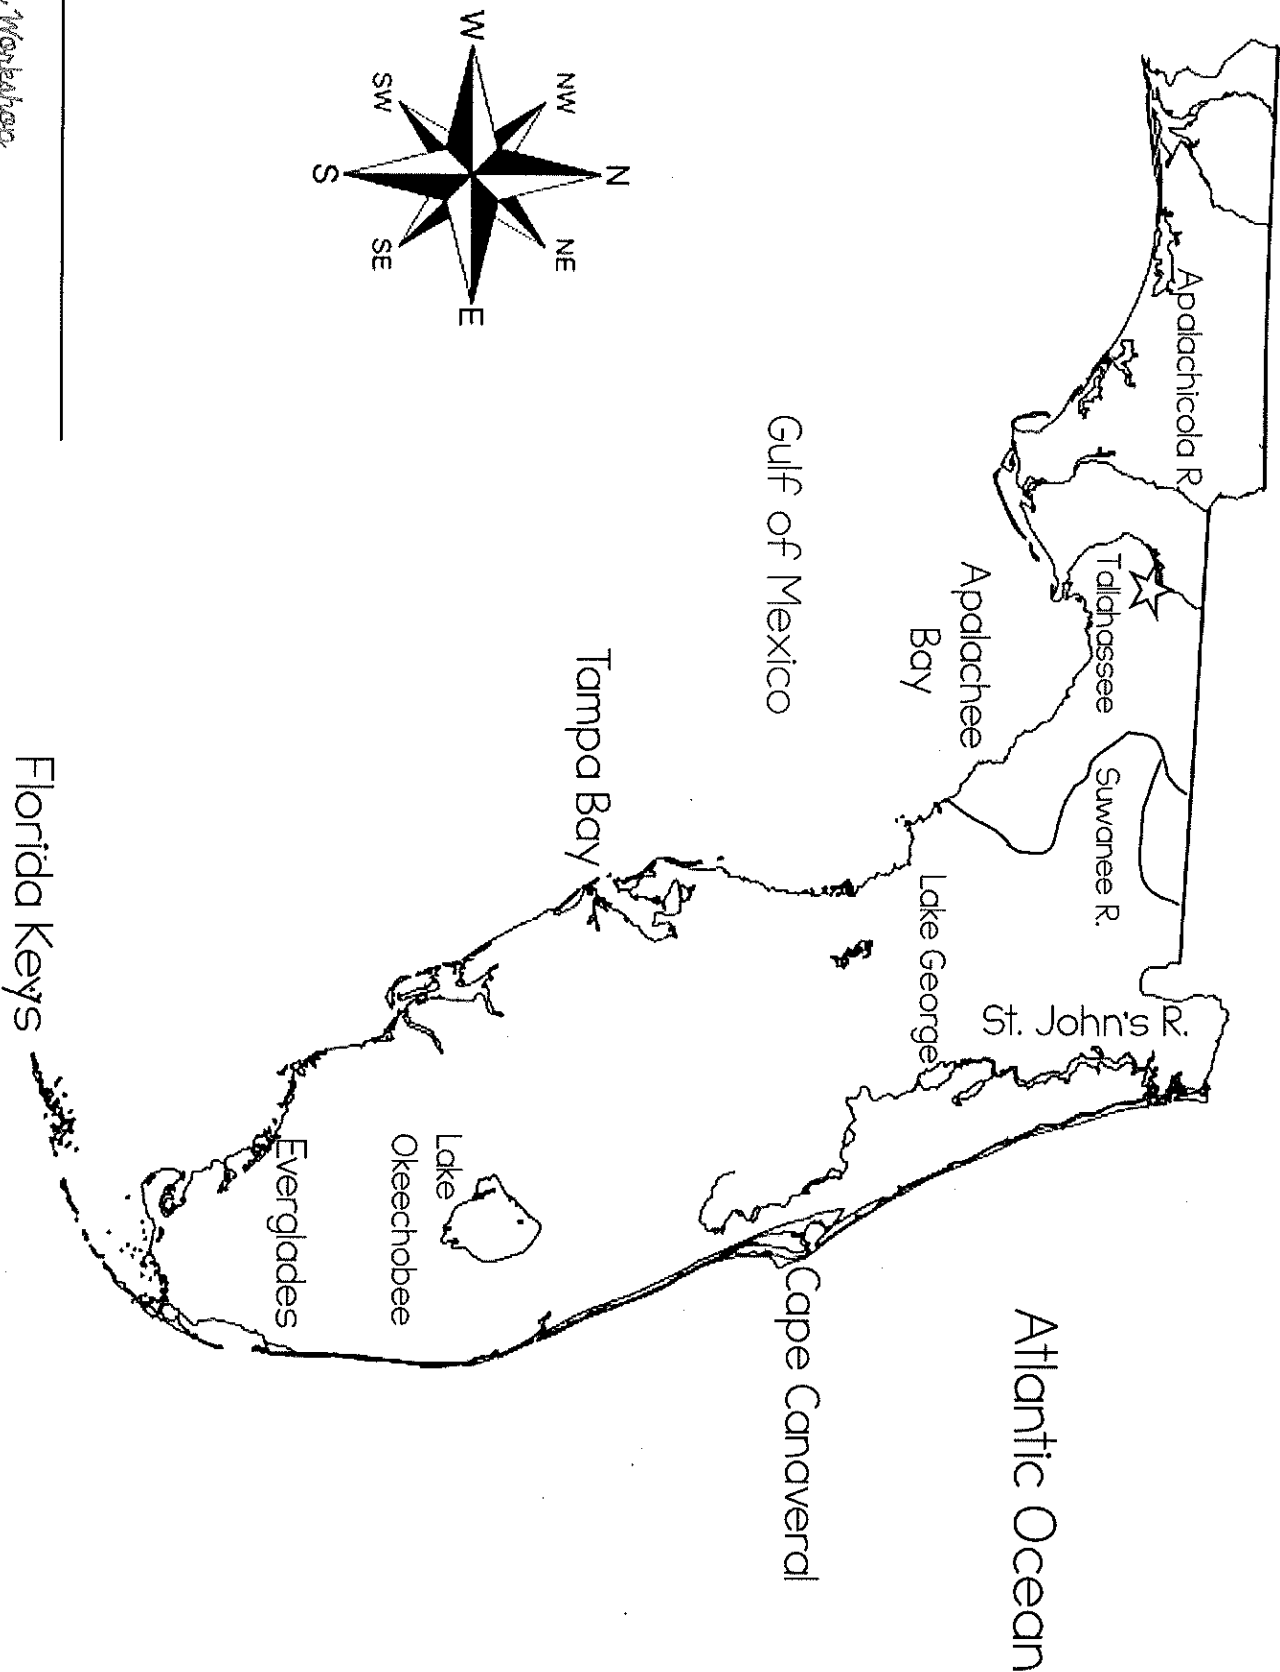 Apalachicola R.
Tallahassee
Suwanee R.
St. John's R.
Atlantic Ocean
Apalachee
Bay
Lake George
Gulf of Mexico
Cape Canaveral
Tampa Bay
N
NW
NE
W
E
SW
SE
S
Lake
Okeechobee
Everglades
Florida Keys
Workshop